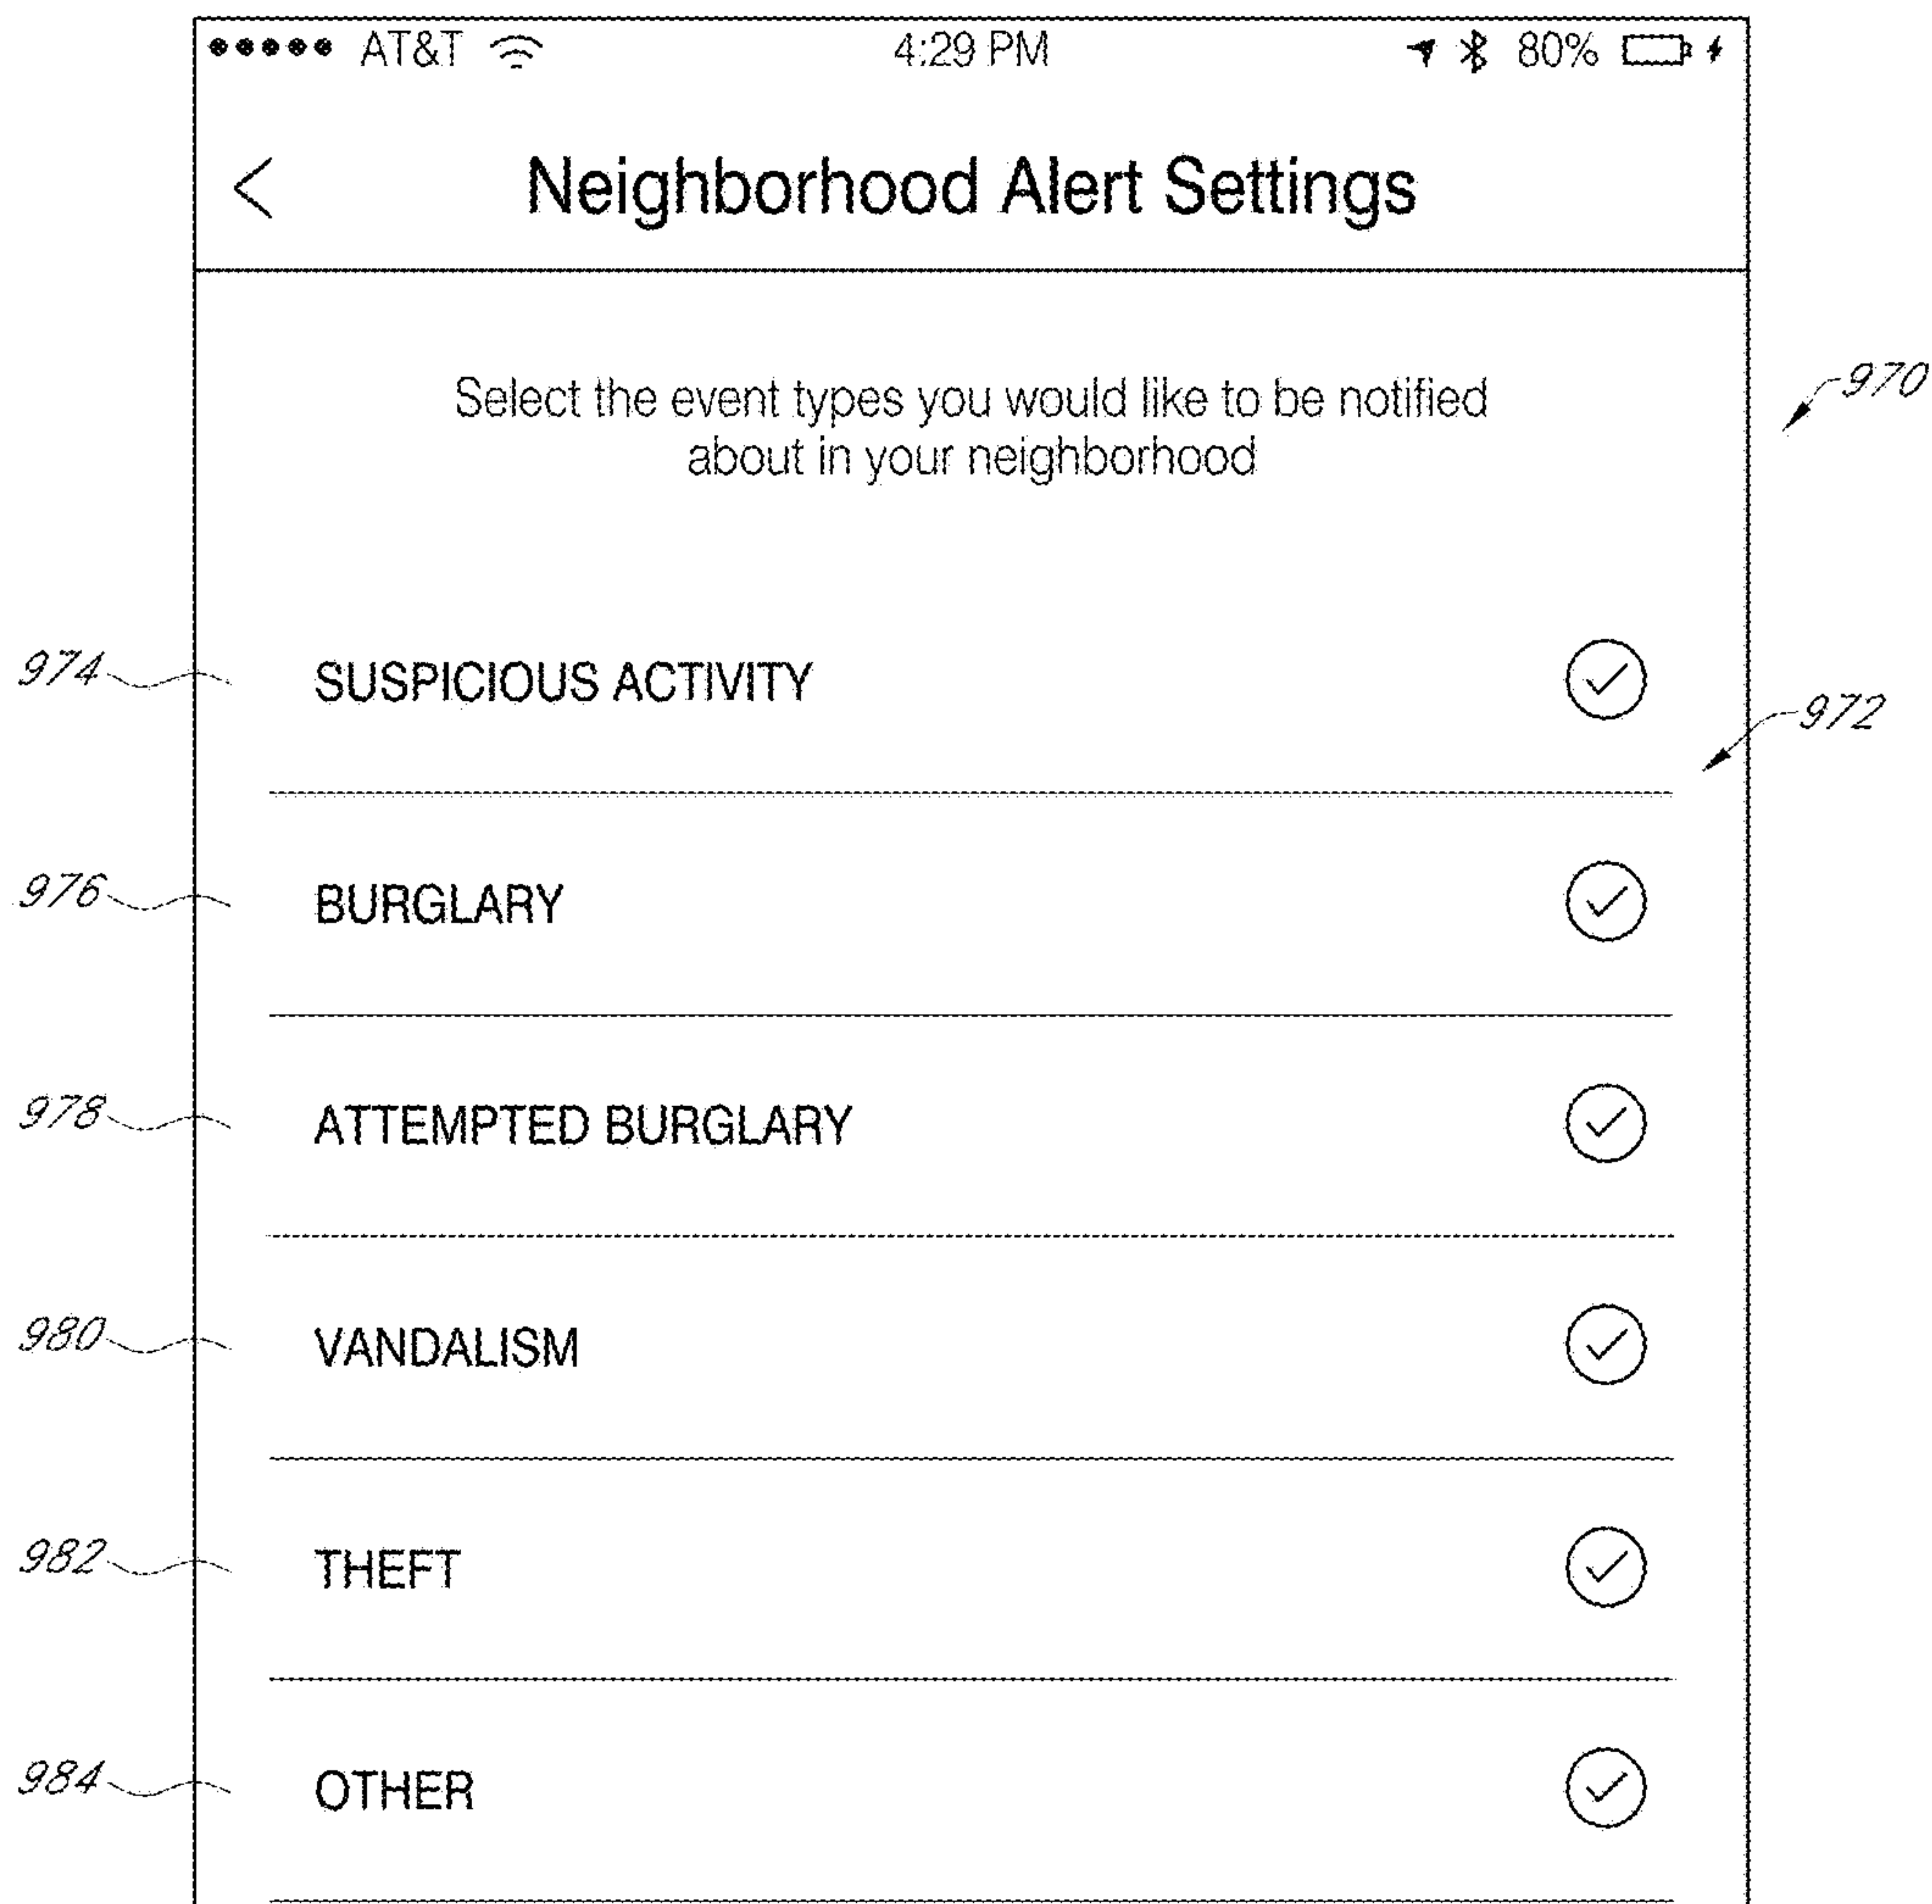 AT&T 4:29 PM 80%
< Neighborhood Alert Settings
Select the event types you would like to be notified
about in your neighborhood
970
974 SUSPICIOUS ACTIVITY
972
976 BURGLARY
978 ATTEMPTED BURGLARY
980 VANDALISM
982 THEFT
984 OTHER